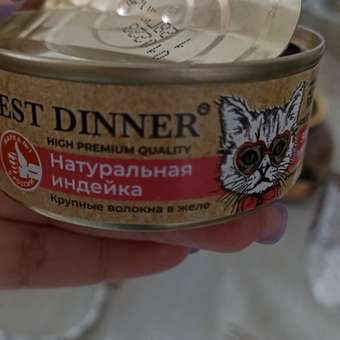 EST DINNER
HIGH PREMIUM QUALITY
Натуральная
индейка
Крупные волокна в желе